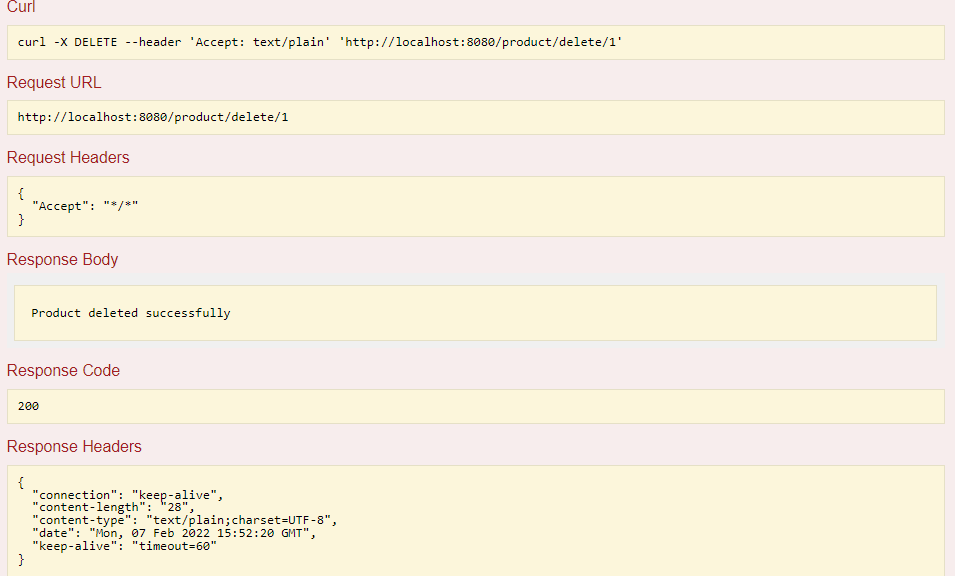 Curl
curl -X DELETE --header 'Accept: text/plain' 'http://localhost:8080/product/delete/1'
Request URL
http://localhost:8080/product/delete/1
Request Headers
{
  "Accept": "*/*"
}
Response Body
Product deleted successfully
Response Code
200
Response Headers
{
  "connection": "keep-alive",
  "content-length": "28",
  "content-type": "text/plain;charset=UTF-8",
  "date": "Mon, 07 Feb 2022 15:52:20 GMT",
  "keep-alive": "timeout=60"
}